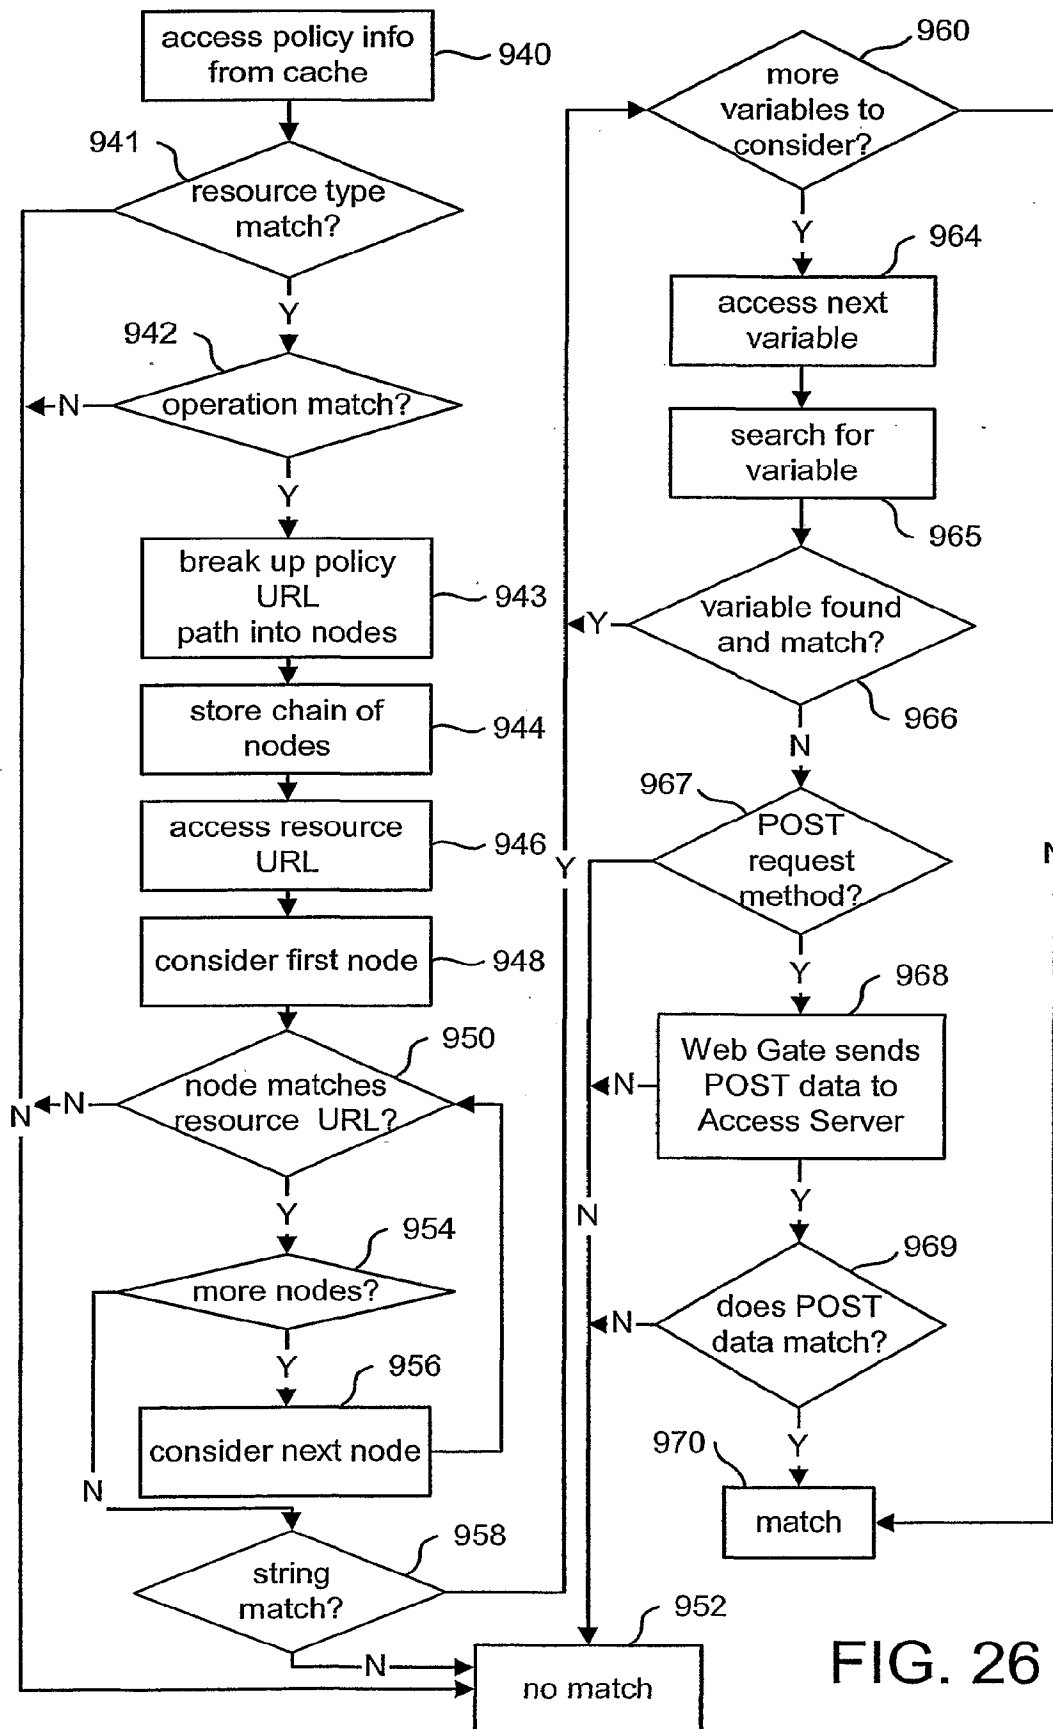 access policy info
from cache
940
941
resource type
match?
Y
942
N
operation match?
Y
break up policy
URL
path into nodes
943
store chain of
nodes
944
access resource
URL
946
consider first node
948
950
node matches
resource URL?
N
N
Y
954
more nodes?
Y
956
consider next node
N
958
string
match?
N
Y
960
more
variables to
consider?
Y
964
access next
variable
search for
variable
965
variable found
and match?
Y
966
N
967
POST
request
method?
N
Y
968
Web Gate sends
POST data to
Access Server
N
Y
N
969
does POST
data match?
N
Y
970
match
952
no match
FIG. 26